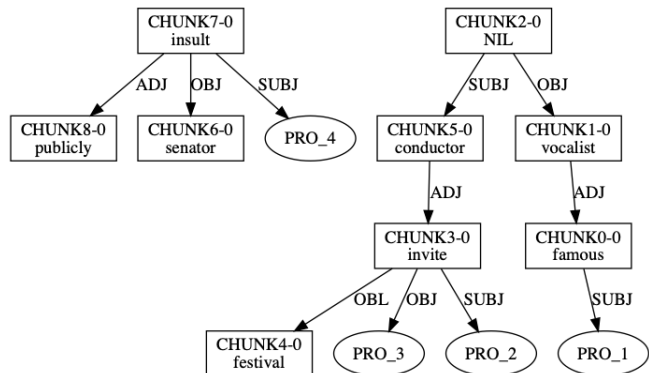 CHUNK7-0
insult
CHUNK2-0
NIL
ADJ
OBJ
SUBJ
SUBJ
OBJ
CHUNK8-0
publicly
CHUNK6-0
senator
PRO_4
CHUNK5-0
conductor
CHUNK1-0
vocalist
ADJ
ADJ
CHUNK3-0
invite
CHUNK0-0
famous
OBL
OBJ
SUBJ
SUBJ
CHUNK4-0
festival
PRO_3
PRO_2
PRO_1